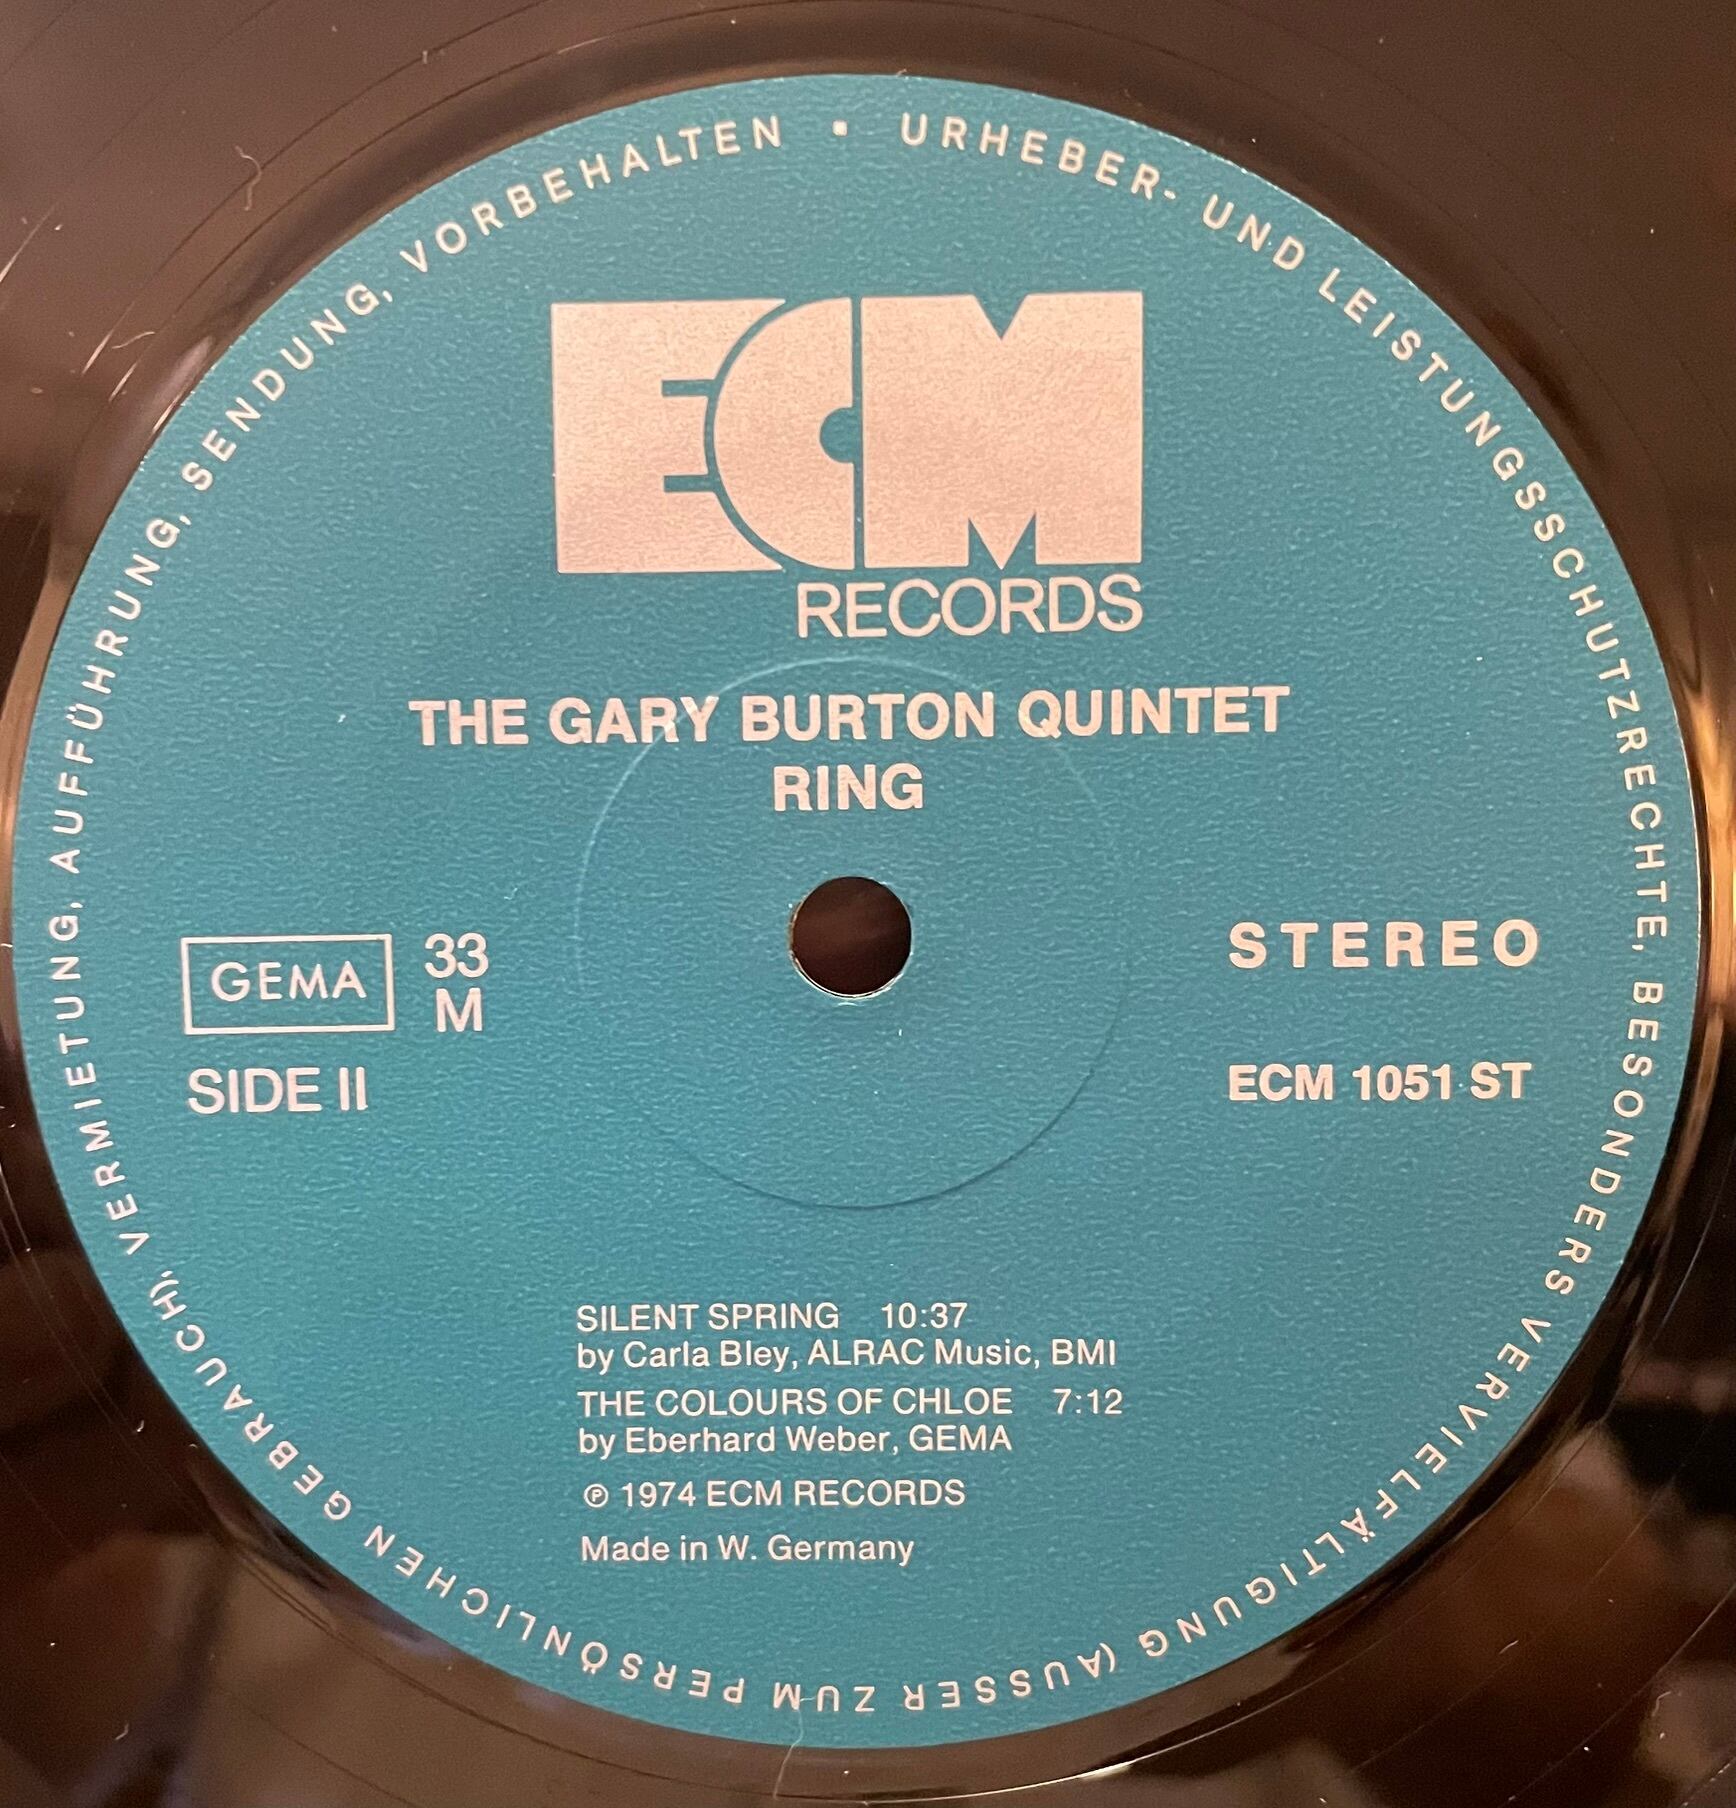 URHEBER- UND LEISTUNGSSCHUTZRECHTE, BESONDERS VERVIELFÄLTIGUNG (AUSSER ZUM PERSÖNLICHEN GEBRAUCH), VERMIETUNG, AUFFÜHRUNG, SENDUNG, VORBEHALTEN ·
ECM
RECORDS
THE GARY BURTON QUINTET
RING
GEMA
33
M
SIDE II
STEREO
ECM 1051 ST
SILENT SPRING 10:37
by Carla Bley, ALRAC Music, BMI
THE COLOURS OF CHLOE 7:12
by Eberhard Weber, GEMA
℗ 1974 ECM RECORDS
Made in W. Germany